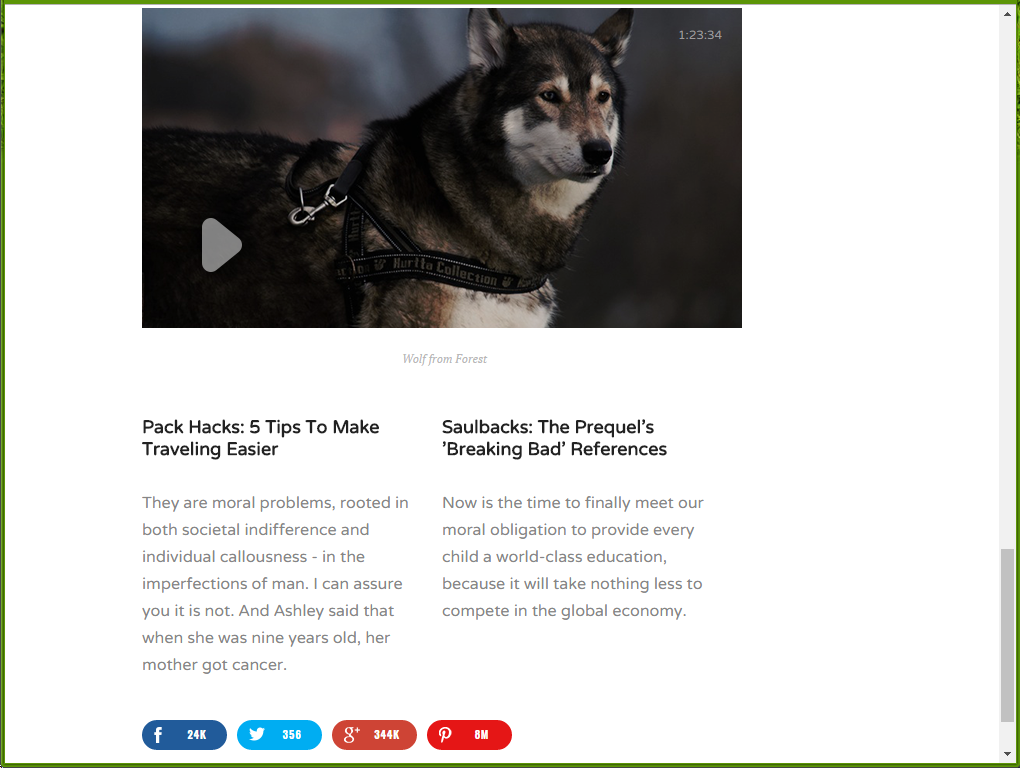 1:23:34
Hurtta Collection
Wolf from Forest
Pack Hacks: 5 Tips To Make
Traveling Easier
They are moral problems, rooted in
both societal indifference and
individual callousness - in the
imperfections of man. I can assure
you it is not. And Ashley said that
when she was nine years old, her
mother got cancer.
Saulbacks: The Prequel's
'Breaking Bad' References
Now is the time to finally meet our
moral obligation to provide every
child a world-class education,
because it will take nothing less to
compete in the global economy.
24K
356
344K
8M